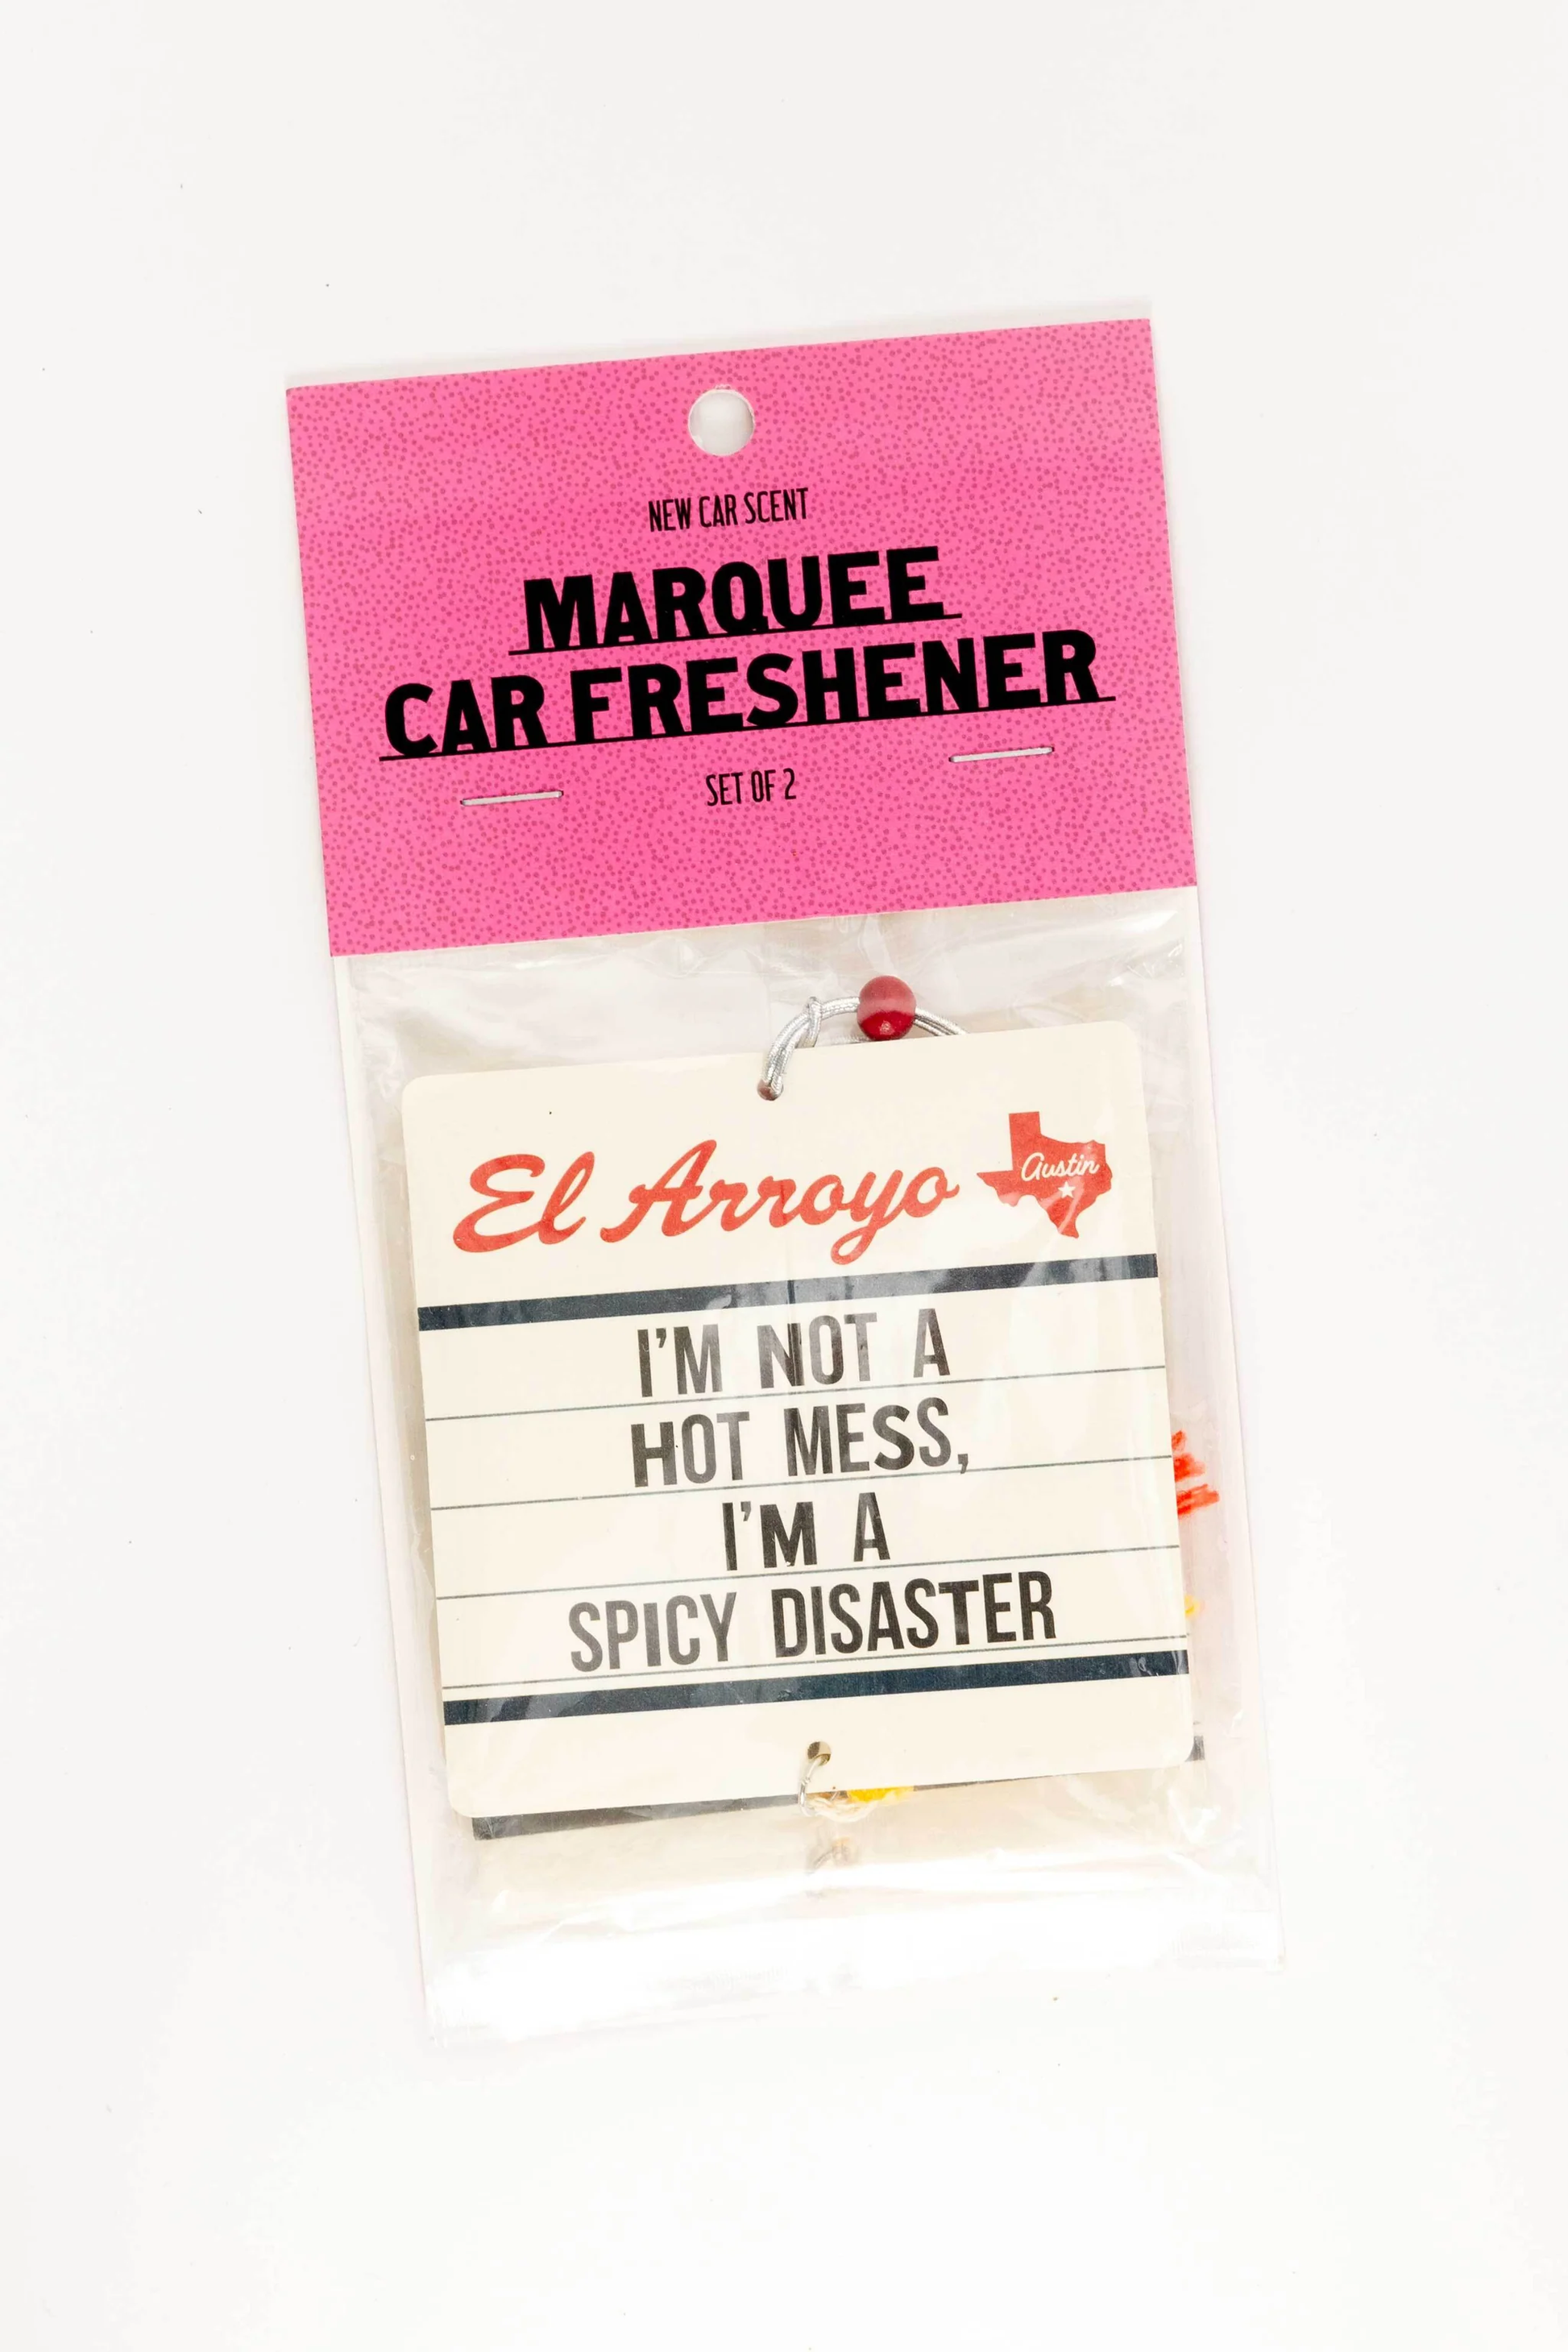 NEW CAR SCENT
MARQUEE
CAR FRESHENER
SET OF 2
El Arroyo
Austin
I'M NOT A
HOT MESS,
I'M A
SPICY DISASTER